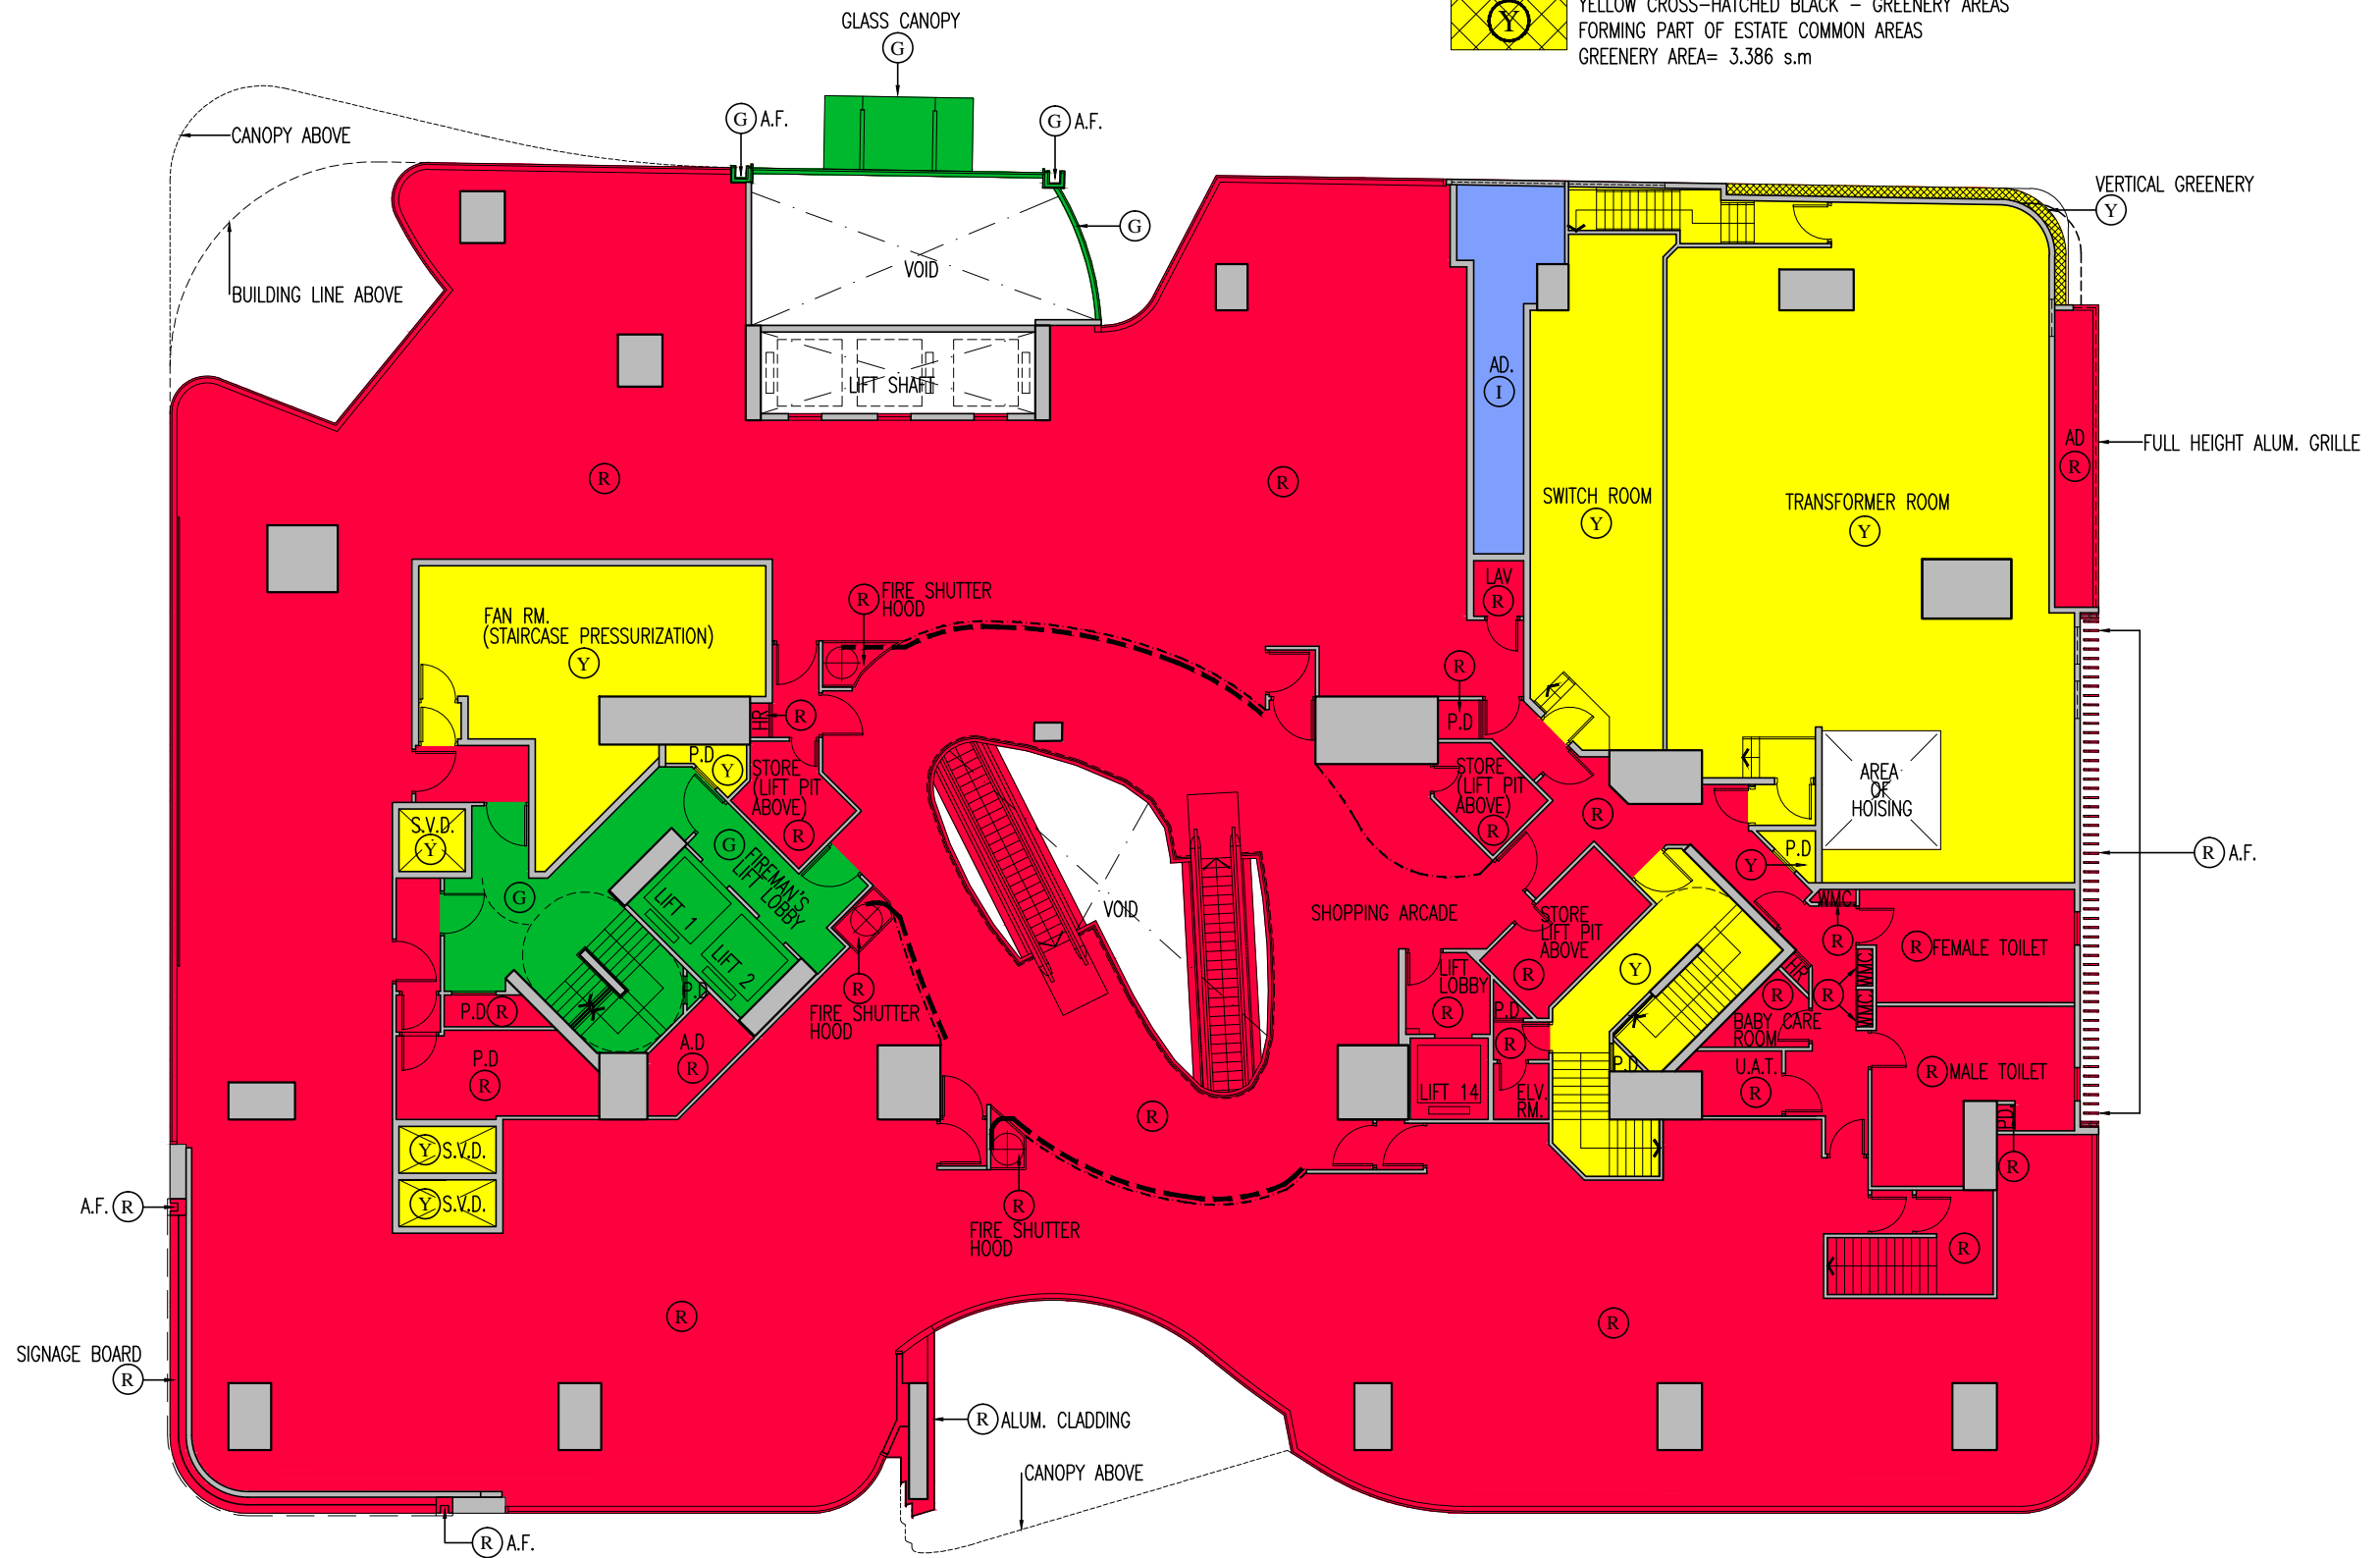 YELLOW CROSS-HATCHED BLACK - GREENERY AREAS
FORMING PART OF ESTATE COMMON AREAS
GREENERY AREA= 3.386 s.m
Y
GLASS CANOPY
G
G A.F.
G A.F.
CANOPY ABOVE
VERTICAL GREENERY
Y
G
VOID
BUILDING LINE ABOVE
LIFT SHAFT
AD.
I
AD
R
FULL HEIGHT ALUM. GRILLE
R
R
SWITCH ROOM
Y
TRANSFORMER ROOM
Y
LAV
R
FIRE SHUTTER
HOOD
R
FAN RM.
(STAIRCASE PRESSURIZATION)
Y
R
P.D
HR
R
P.D
Y
STORE
(LIFT PIT
ABOVE)
R
STORE
(LIFT PIT
ABOVE)
R
R
AREA
OF
HOISING
S.V.D.
Y
G
FIREMAN'S
LIFT
LOBBY
P.D
Y
R A.F.
G
LIFT 1
LIFT 2
VOID
SHOPPING ARCADE
STORE
LIFT PIT
ABOVE
R
WMC
R
R FEMALE TOILET
Y
LIFT
LOBBY
R
HR
R
WMC
WMC
R
P.D
R
P.D
R
FIRE SHUTTER
HOOD
P.D
R
BABY CARE
ROOM
A.D
R
P.D
R
P.D
U.A.T.
R
R MALE TOILET
LIFT 14
ELV.
RM.
R
P.D.
R
Y S.V.D.
Y S.V.D.
A.F. R
R
FIRE SHUTTER
HOOD
R
R
R
SIGNAGE BOARD
R
R ALUM. CLADDING
CANOPY ABOVE
R A.F.